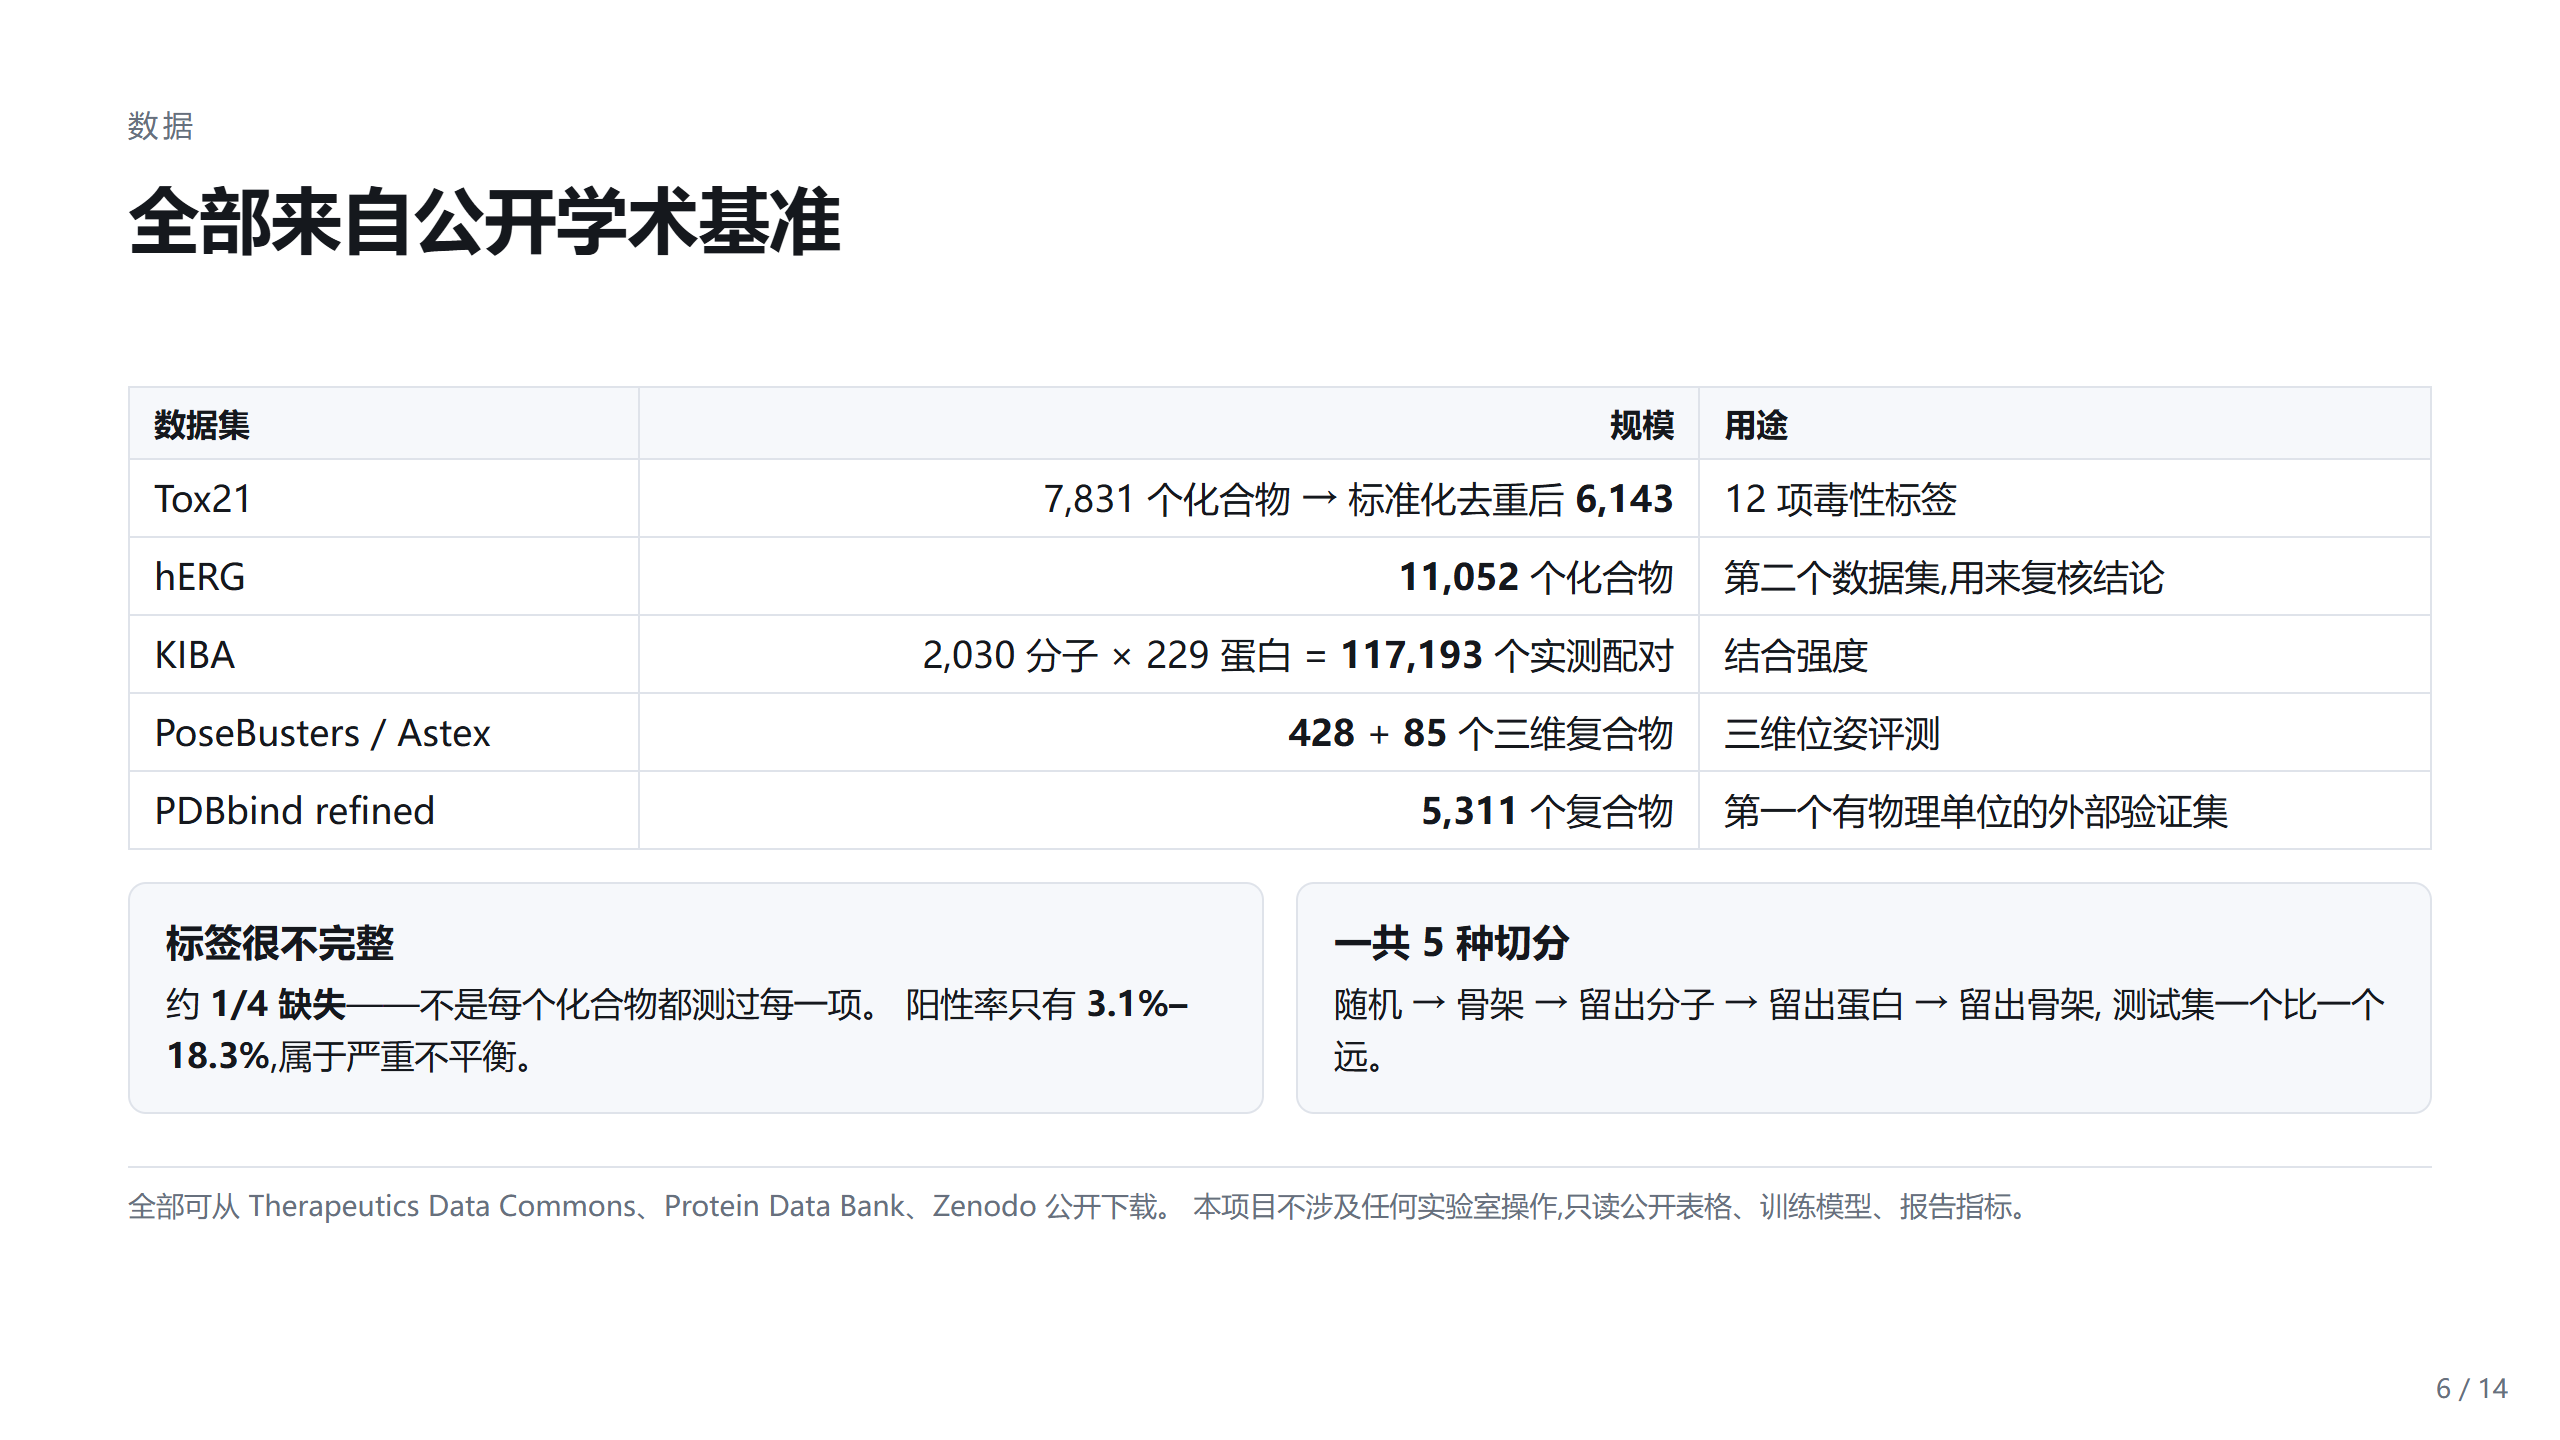 数据
全部来自公开学术基准
数据集 规模 用途
Tox21 7,831 个化合物 → 标准化去重后 6,143 12 项毒性标签
hERG 11,052 个化合物 第二个数据集,用来复核结论
KIBA 2,030 分子 × 229 蛋白 = 117,193 个实测配对 结合强度
PoseBusters / Astex 428 + 85 个三维复合物 三维位姿评测
PDBbind refined 5,311 个复合物 第一个有物理单位的外部验证集
标签很不完整
约 1/4 缺失——不是每个化合物都测过每一项。 阳性率只有 3.1%–
18.3%,属于严重不平衡。
一共 5 种切分
随机 → 骨架 → 留出分子 → 留出蛋白 → 留出骨架, 测试集一个比一个
远。
全部可从 Therapeutics Data Commons、Protein Data Bank、Zenodo 公开下载。 本项目不涉及任何实验室操作,只读公开表格、训练模型、报告指标。
6 / 14